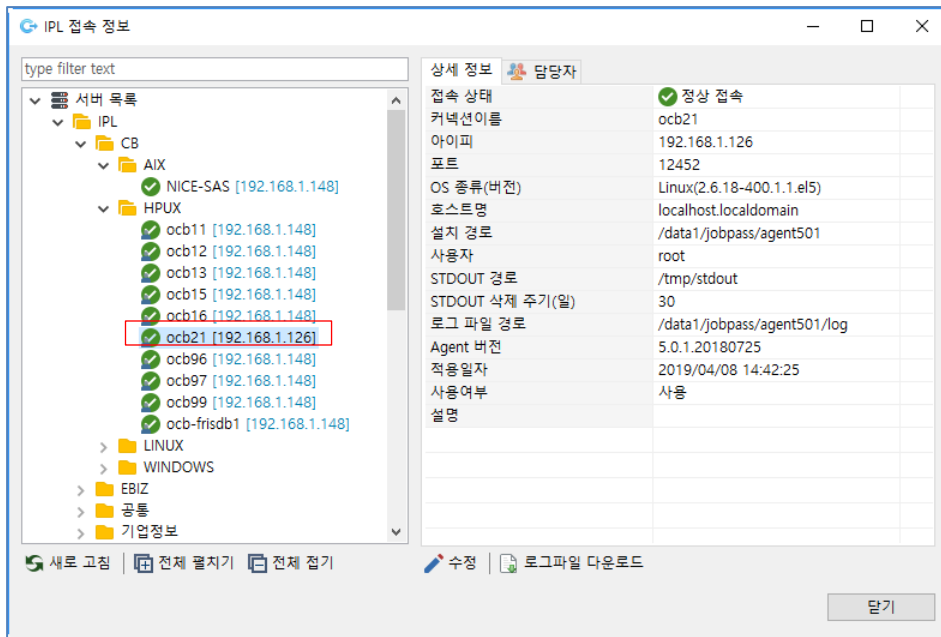 IPL 접속 정보
type filter text
서버 목록
IPL
CB
AIX
NICE-SAS [192.168.1.148]
HPUX
ocb11 [192.168.1.148]
ocb12 [192.168.1.148]
ocb13 [192.168.1.148]
ocb15 [192.168.1.148]
ocb16 [192.168.1.148]
ocb21 [192.168.1.126]
ocb96 [192.168.1.148]
ocb97 [192.168.1.148]
ocb99 [192.168.1.148]
ocb-frisdb1 [192.168.1.148]
LINUX
WINDOWS
EBIZ
공통
기업정보
새로 고침 전체 펼치기 전체 접기
상세 정보 담당자
접속 상태 정상 접속
커넥션이름 ocb21
아이피 192.168.1.126
포트 12452
OS 종류(버전) Linux(2.6.18-400.1.1.el5)
호스트명 localhost.localdomain
설치 경로 /data1/jobpass/agent501
사용자 root
STDOUT 경로 /tmp/stdout
STDOUT 삭제 주기(일) 30
로그 파일 경로 /data1/jobpass/agent501/log
Agent 버전 5.0.1.20180725
적용일자 2019/04/08 14:42:25
사용여부 사용
설명
수정 로그파일 다운로드
닫기